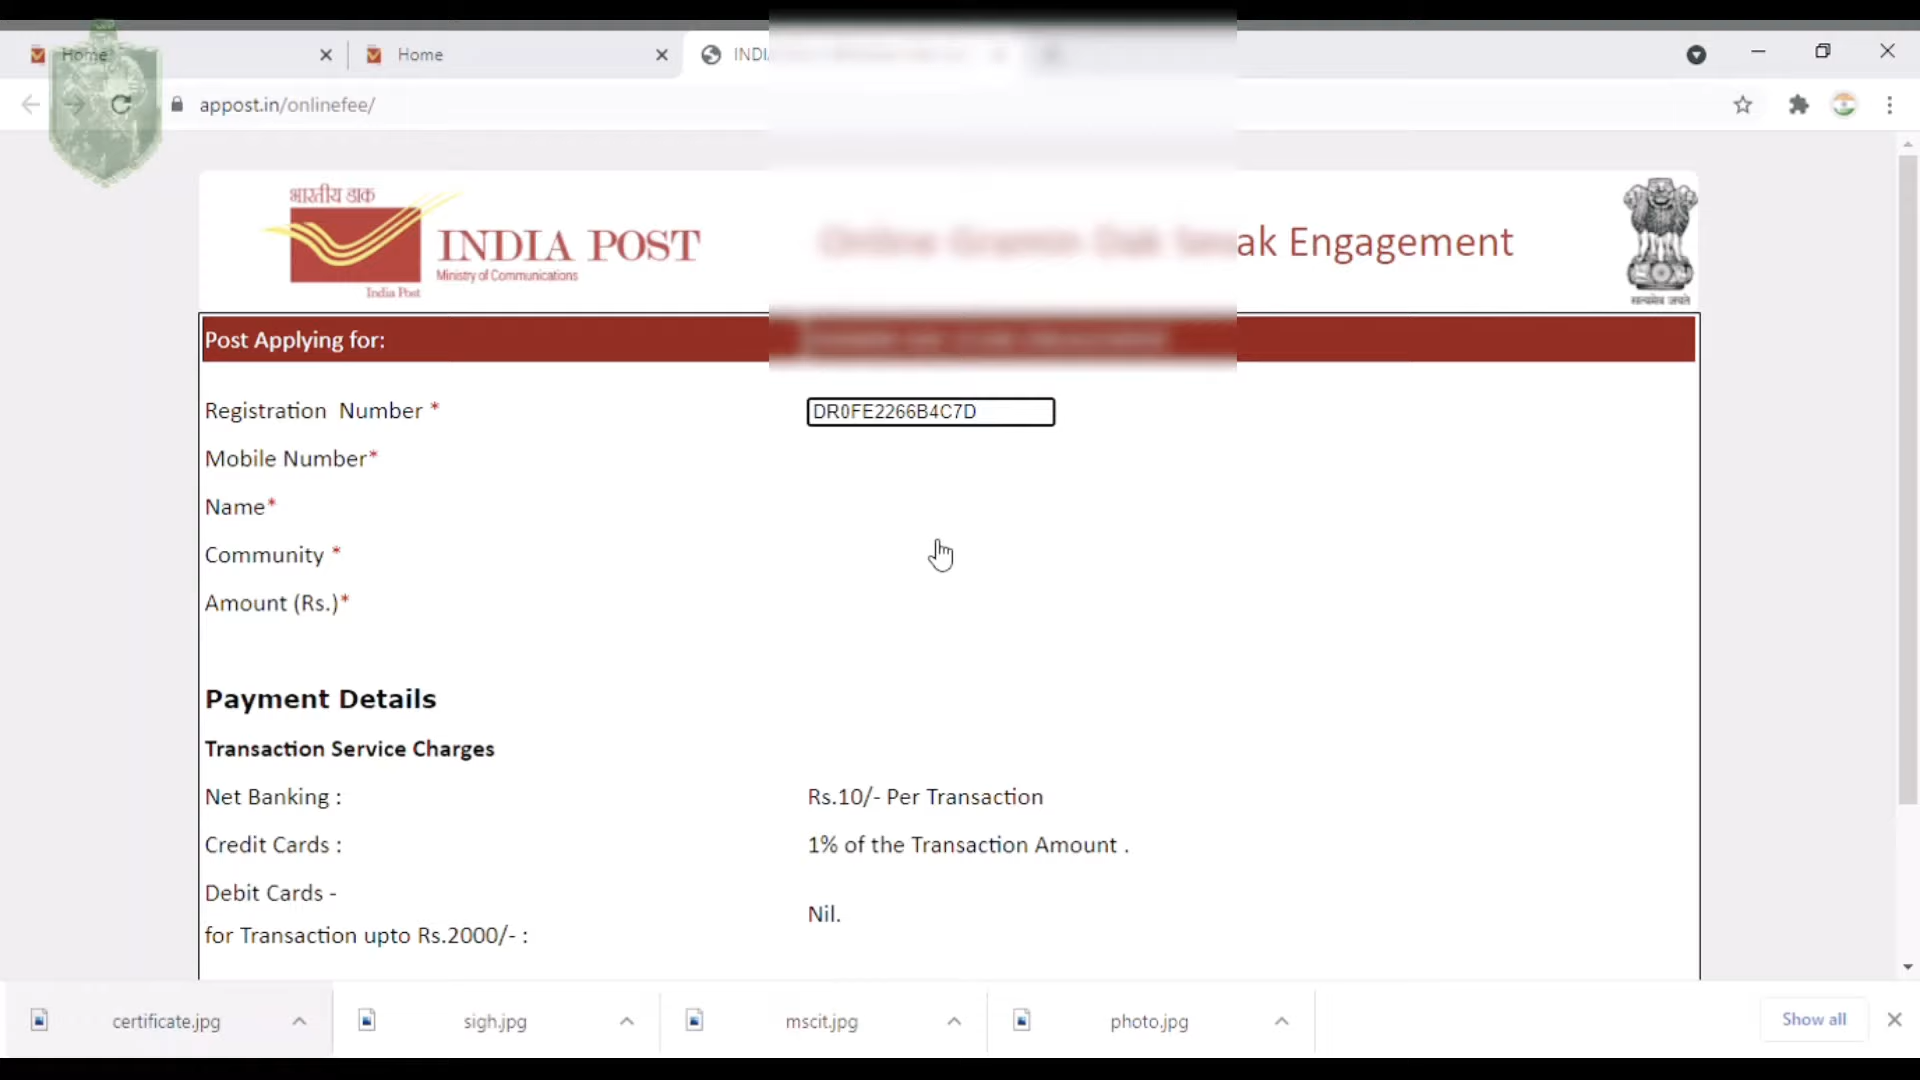 Home
Home
INDI
appost.in/onlinefee/
भारतीय डाक
INDIA POST
Ministry of Communications
India Post
ak Engagement
सत्यमेव जयते
Post Applying for:
Registration Number *
DR0FE2266B4C7D
Mobile Number*
Name*
Community *
Amount (Rs.)*
Payment Details
Transaction Service Charges
Net Banking :
Rs.10/- Per Transaction
Credit Cards :
1% of the Transaction Amount .
Debit Cards -
for Transaction upto Rs.2000/- :
Nil.
certificate.jpg
sigh.jpg
mscit.jpg
photo.jpg
Show all